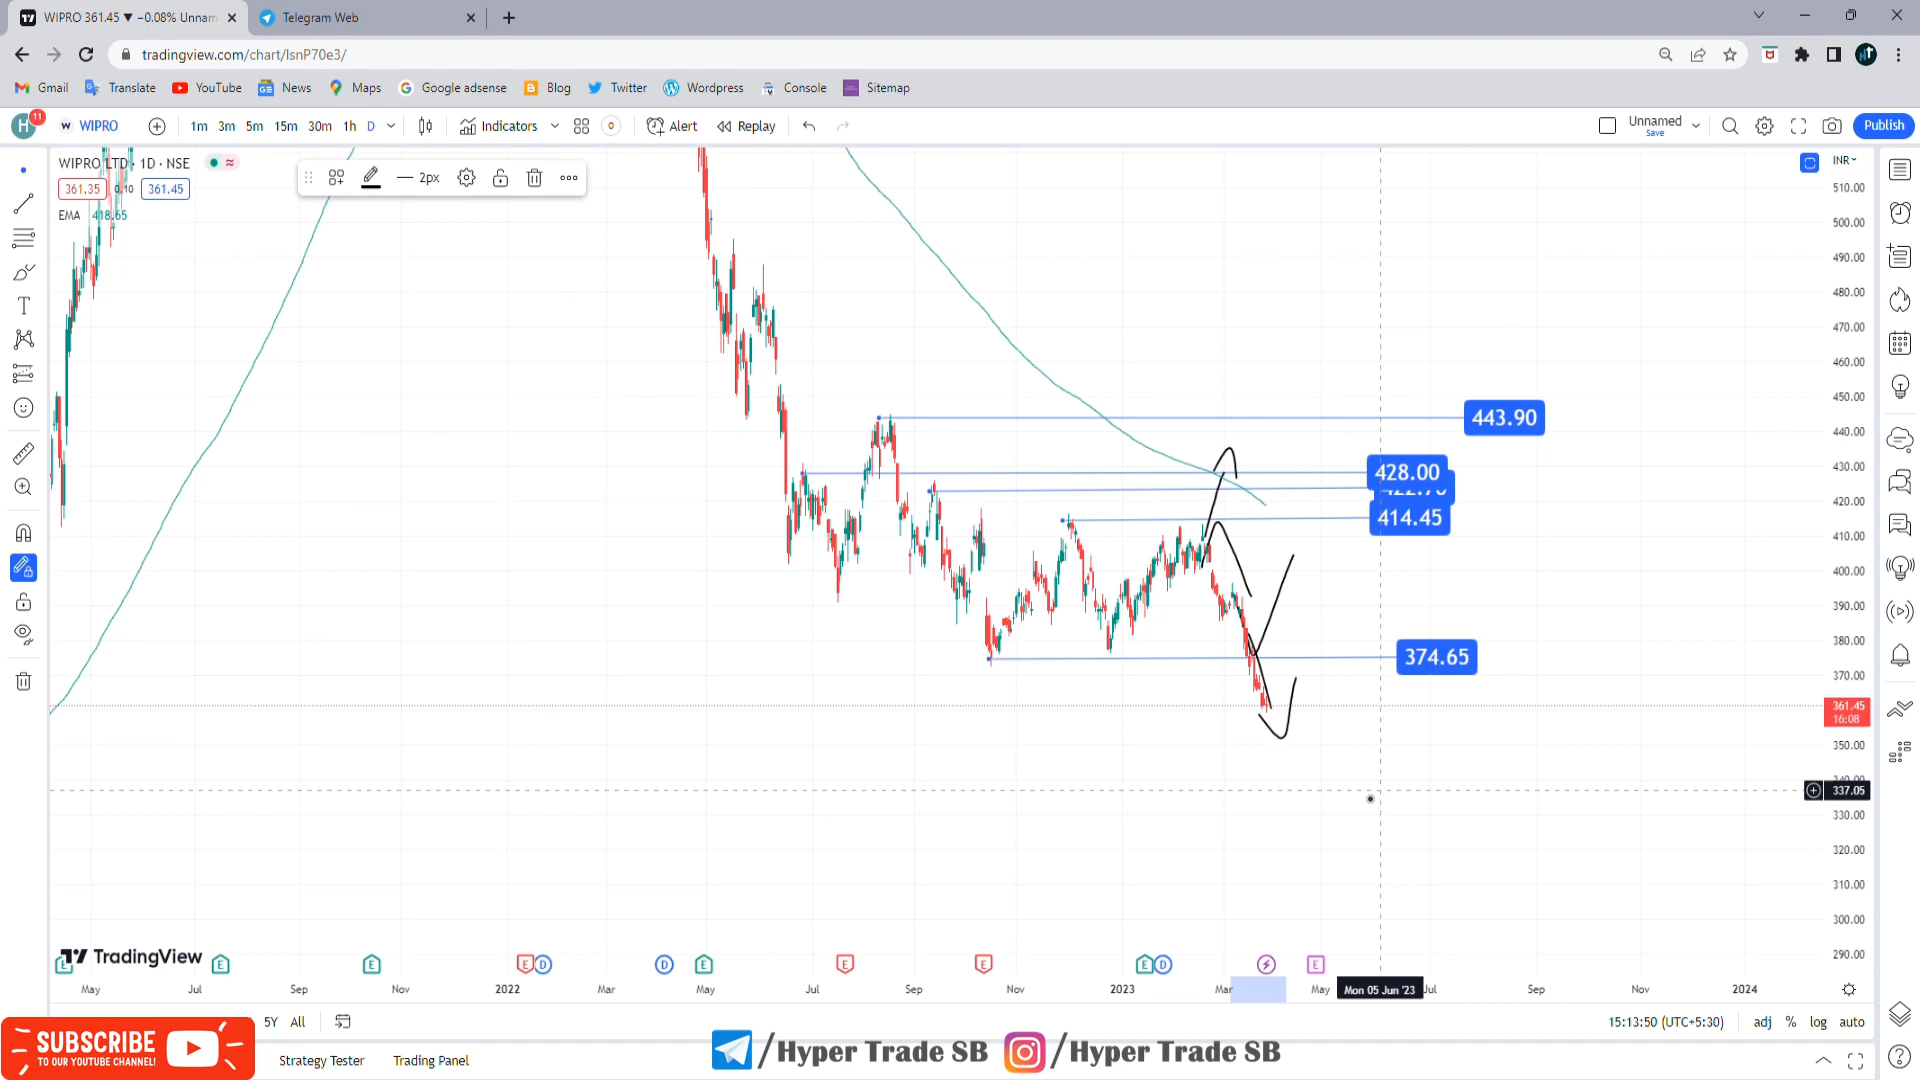 WIPRO 361.45 ▼ −0.08% Unnam
Telegram Web
tradingview.com/chart/lsnP70e3/
Gmail Translate YouTube News Maps Google adsense Blog Twitter Wordpress Console Sitemap
H 11 W WIPRO 1m 3m 5m 15m 30m 1h D Indicators Alert Replay Unnamed Save Publish
WIPRO LTD · 1D · NSE
361.35 0.10 361.45
EMA 418.65
2px
INR
510.00
500.00
490.00
480.00
470.00
460.00
450.00
440.00
430.00
420.00
410.00
400.00
390.00
380.00
370.00
361.45
16:08
350.00
340.00
337.05
330.00
320.00
310.00
300.00
290.00
443.90
428.00
422.70
414.45
374.65
TradingView
E E E E D D E E E E D E
May Jul Sep Nov 2022 Mar May Jul Sep Nov 2023 Mar May Mon 05 Jun '23 Jul Sep Nov 2024
5Y All 15:13:50 (UTC+5:30) adj % log auto
SUBSCRIBE
TO OUR YOUTUBE CHANNEL!
Strategy Tester Trading Panel
/Hyper Trade SB /Hyper Trade SB